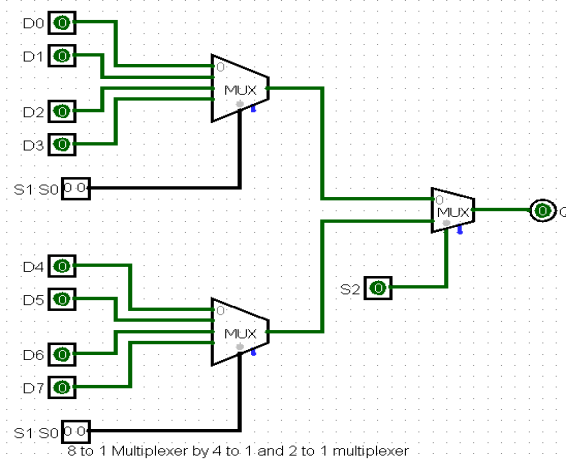 D0
0
D1
0
0
MUX
D2
0
D3
0
S1 S0 0 0
0
MUX
0
Q
D4
0
S2
0
D5
0
0
MUX
D6
0
D7
0
S1 S0 0 0
8 to 1 Multiplexer by 4 to 1 and 2 to 1 multiplexer